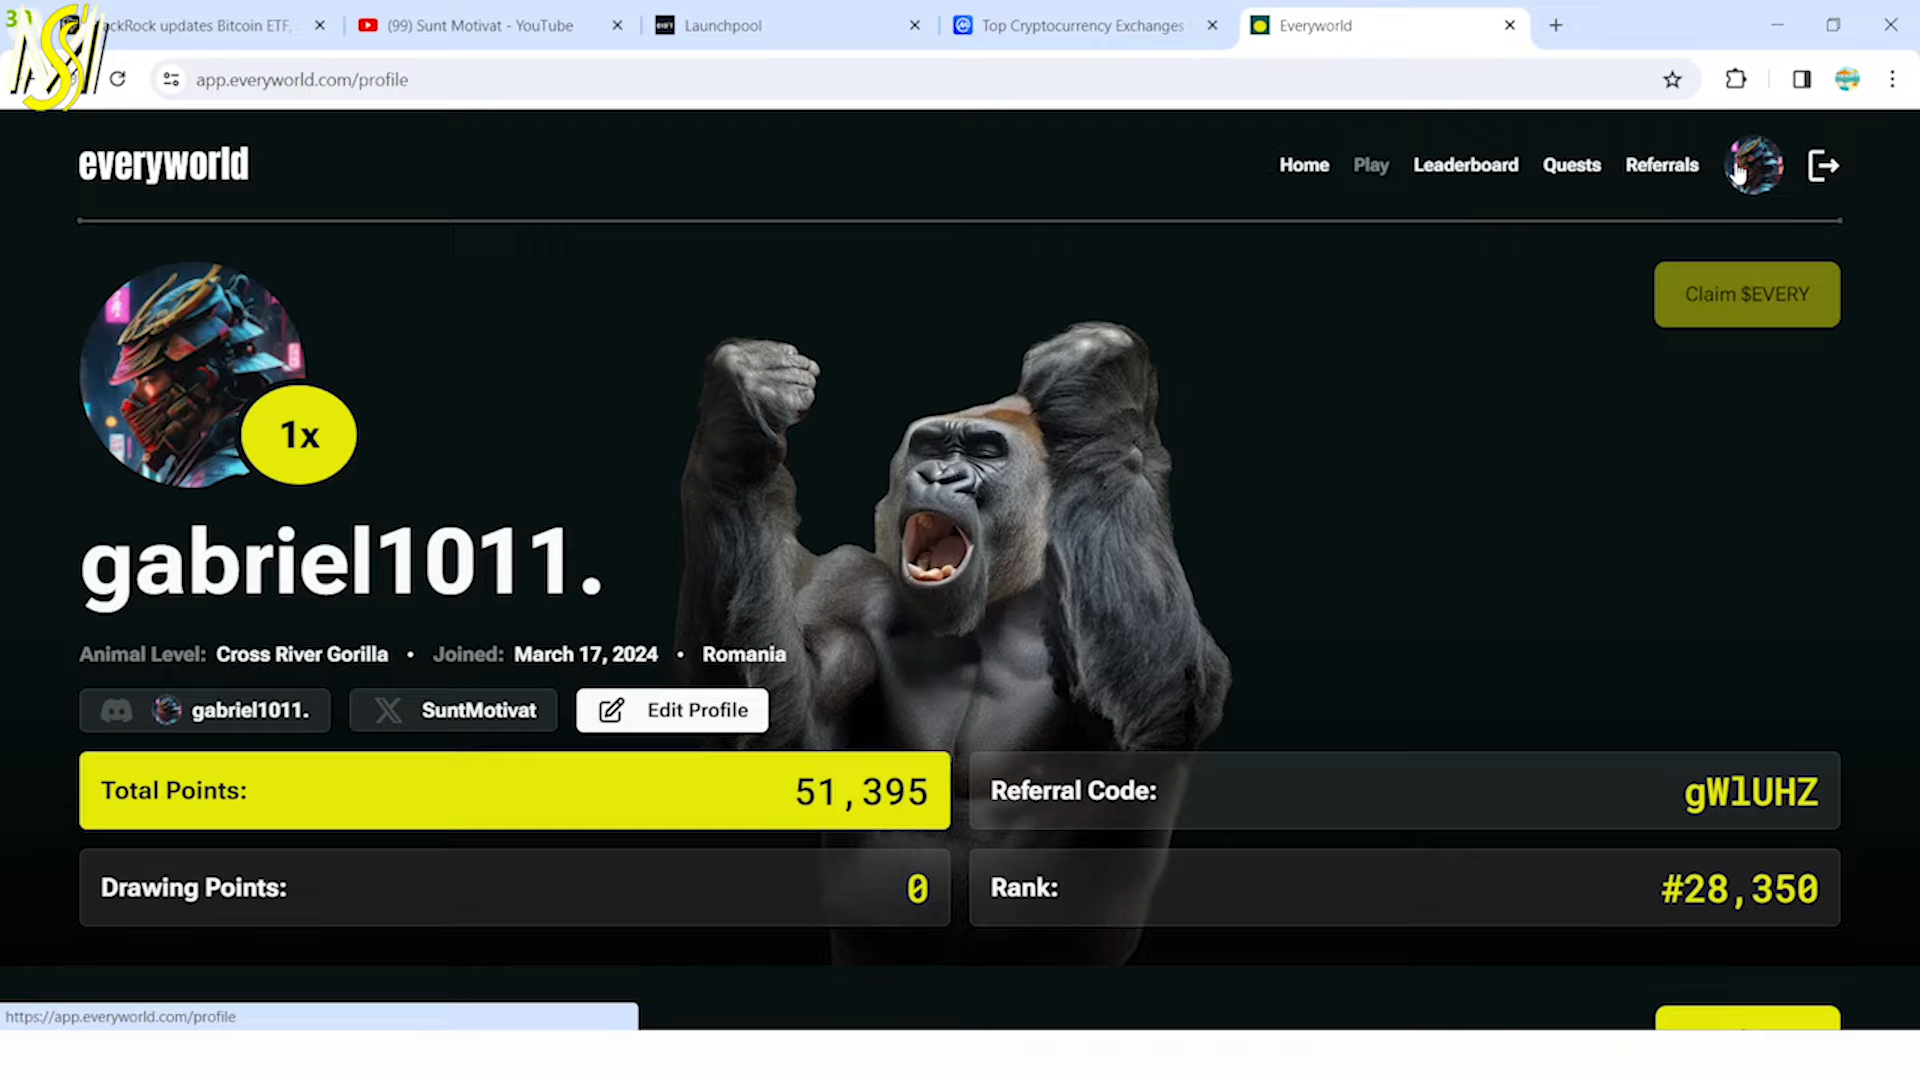 ckRock updates Bitcoin ETF,
(99) Sunt Motivat - YouTube
Launchpool
Top Cryptocurrency Exchanges
Everyworld
app.everyworld.com/profile
everyworld
Home
Play
Leaderboard
Quests
Referrals
Claim $EVERY
1x
gabriel1011.
Animal Level: Cross River Gorilla • Joined: March 17, 2024 • Romania
gabriel1011.
SuntMotivat
Edit Profile
Total Points: 51,395
Referral Code: gWlUHZ
Drawing Points: 0
Rank: #28,350
https://app.everyworld.com/profile